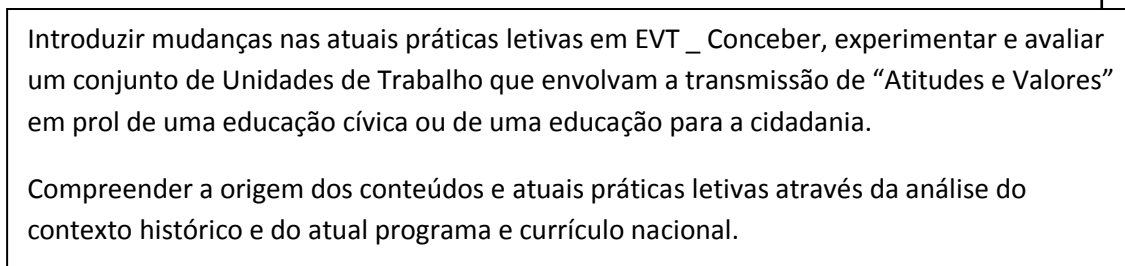 Introduzir mudanças nas atuais práticas letivas em EVT _ Conceber, experimentar e avaliar
um conjunto de Unidades de Trabalho que envolvam a transmissão de “Atitudes e Valores”
em prol de uma educação cívica ou de uma educação para a cidadania.
Compreender a origem dos conteúdos e atuais práticas letivas através da análise do
contexto histórico e do atual programa e currículo nacional.